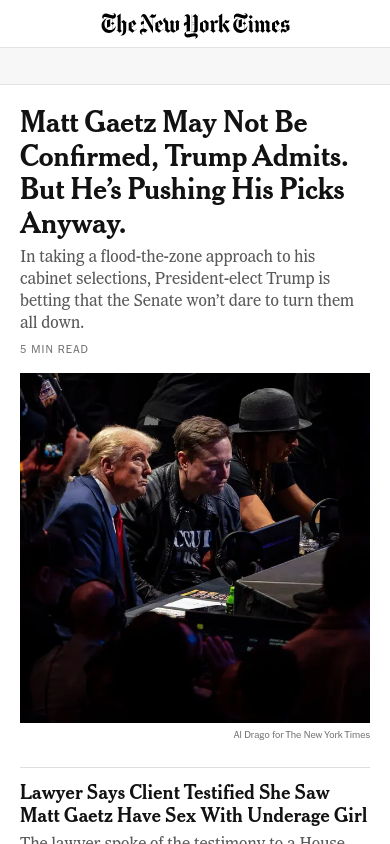 The New York Times
Matt Gaetz May Not Be
Confirmed, Trump Admits.
But He’s Pushing His Picks
Anyway.
In taking a flood-the-zone approach to his
cabinet selections, President-elect Trump is
betting that the Senate won’t dare to turn them
all down.
5 MIN READ
Al Drago for The New York Times
Lawyer Says Client Testified She Saw
Matt Gaetz Have Sex With Underage Girl
The lawyer spoke of the testimony to a House